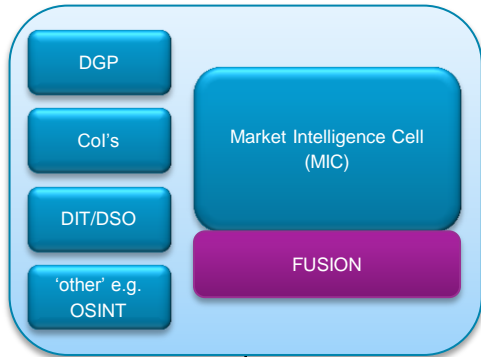 DGP
CoI's
DIT/DSO
'other' e.g.
OSINT
Market Intelligence Cell
(MIC)
FUSION